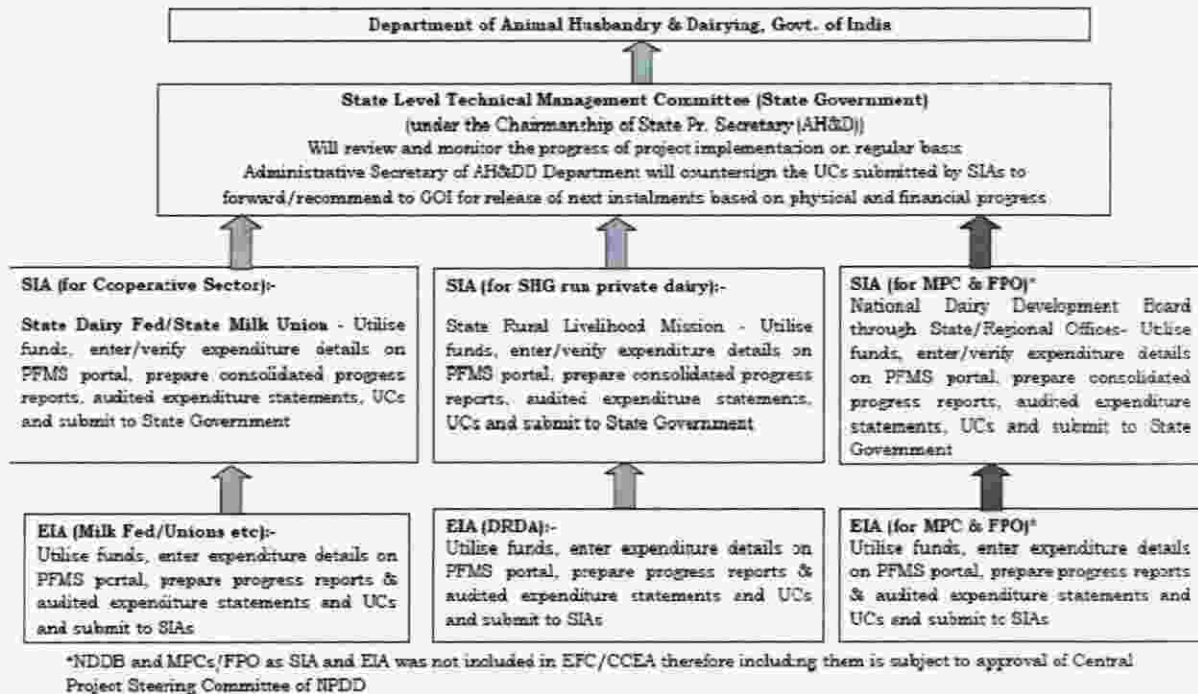 Department of Animal Husbandry & Dairying, Govt. of India
State Level Technical Management Committee (State Government)
(under the Chairmanship of State Pr. Secretary (AH&D))
Will review and monitor the progress of project implementation on regular basis
Administrative Secretary of AH&DD Department will countersign the UCs submitted by SIAs to
forward/recommend to GOI for release of next instalments based on physical and financial progress
SIA (for Cooperative Sector):-
State Dairy Fed/State Milk Union - Utilise
funds, enter/verify expenditure details on
PFMS portal, prepare consolidated progress
reports, audited expenditure statements, UCs
and submit to State Government
SIA (for SHG run private dairy):-
State Rural Livelihood Mission - Utilise
funds, enter/verify expenditure details on
PFMS portal, prepare consolidated progress
reports, audited expenditure statements,
UCs and submit to State Government
SIA (for MPC & FPO)*
National Dairy Development Board
through State/Regional Offices- Utilise
funds, enter/verify expenditure details
on PFMS portal, prepare consolidated
progress reports, audited expenditure
statements, UCs and submit to State
Government
EIA (Milk Fed/Unions etc):-
Utilise funds, enter expenditure details on
PFMS portal, prepare progress reports &
audited expenditure statements and UCs
and submit to SIAs
EIA (DRDA):-
Utilise funds, enter expenditure details on
PFMS portal, prepare progress reports &
audited expenditure statements and UCs
and submit to SIAs
EIA (for MPC & FPO)*
Utilise funds, enter expenditure details
on PFMS portal, prepare progress reports
& audited expenditure statements and
UCs and submit to SIAs
*NDDB and MPCs/FPO as SIA and EIA was not included in EFC/CCEA therefore including them is subject to approval of Central
Project Steering Committee of NPDD